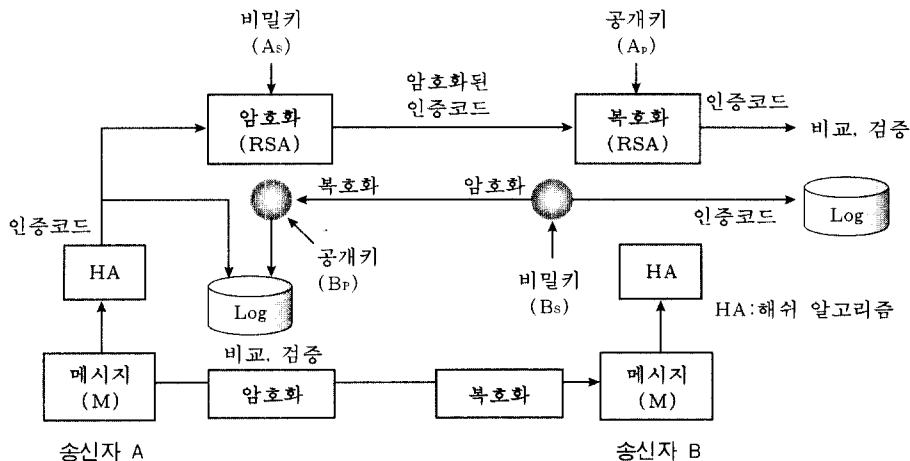 비밀키
(As)
공개키
(Ap)
암호화
(RSA)
암호화된
인증코드
복호화
(RSA)
인증코드
비교, 검증
복호화
암호화
인증코드
Log
인증코드
HA
공개키
(BP)
Log
비밀키
(Bs)
HA
HA:해쉬 알고리즘
비교, 검증
메시지
(M)
암호화
복호화
메시지
(M)
송신자 A
송신자 B